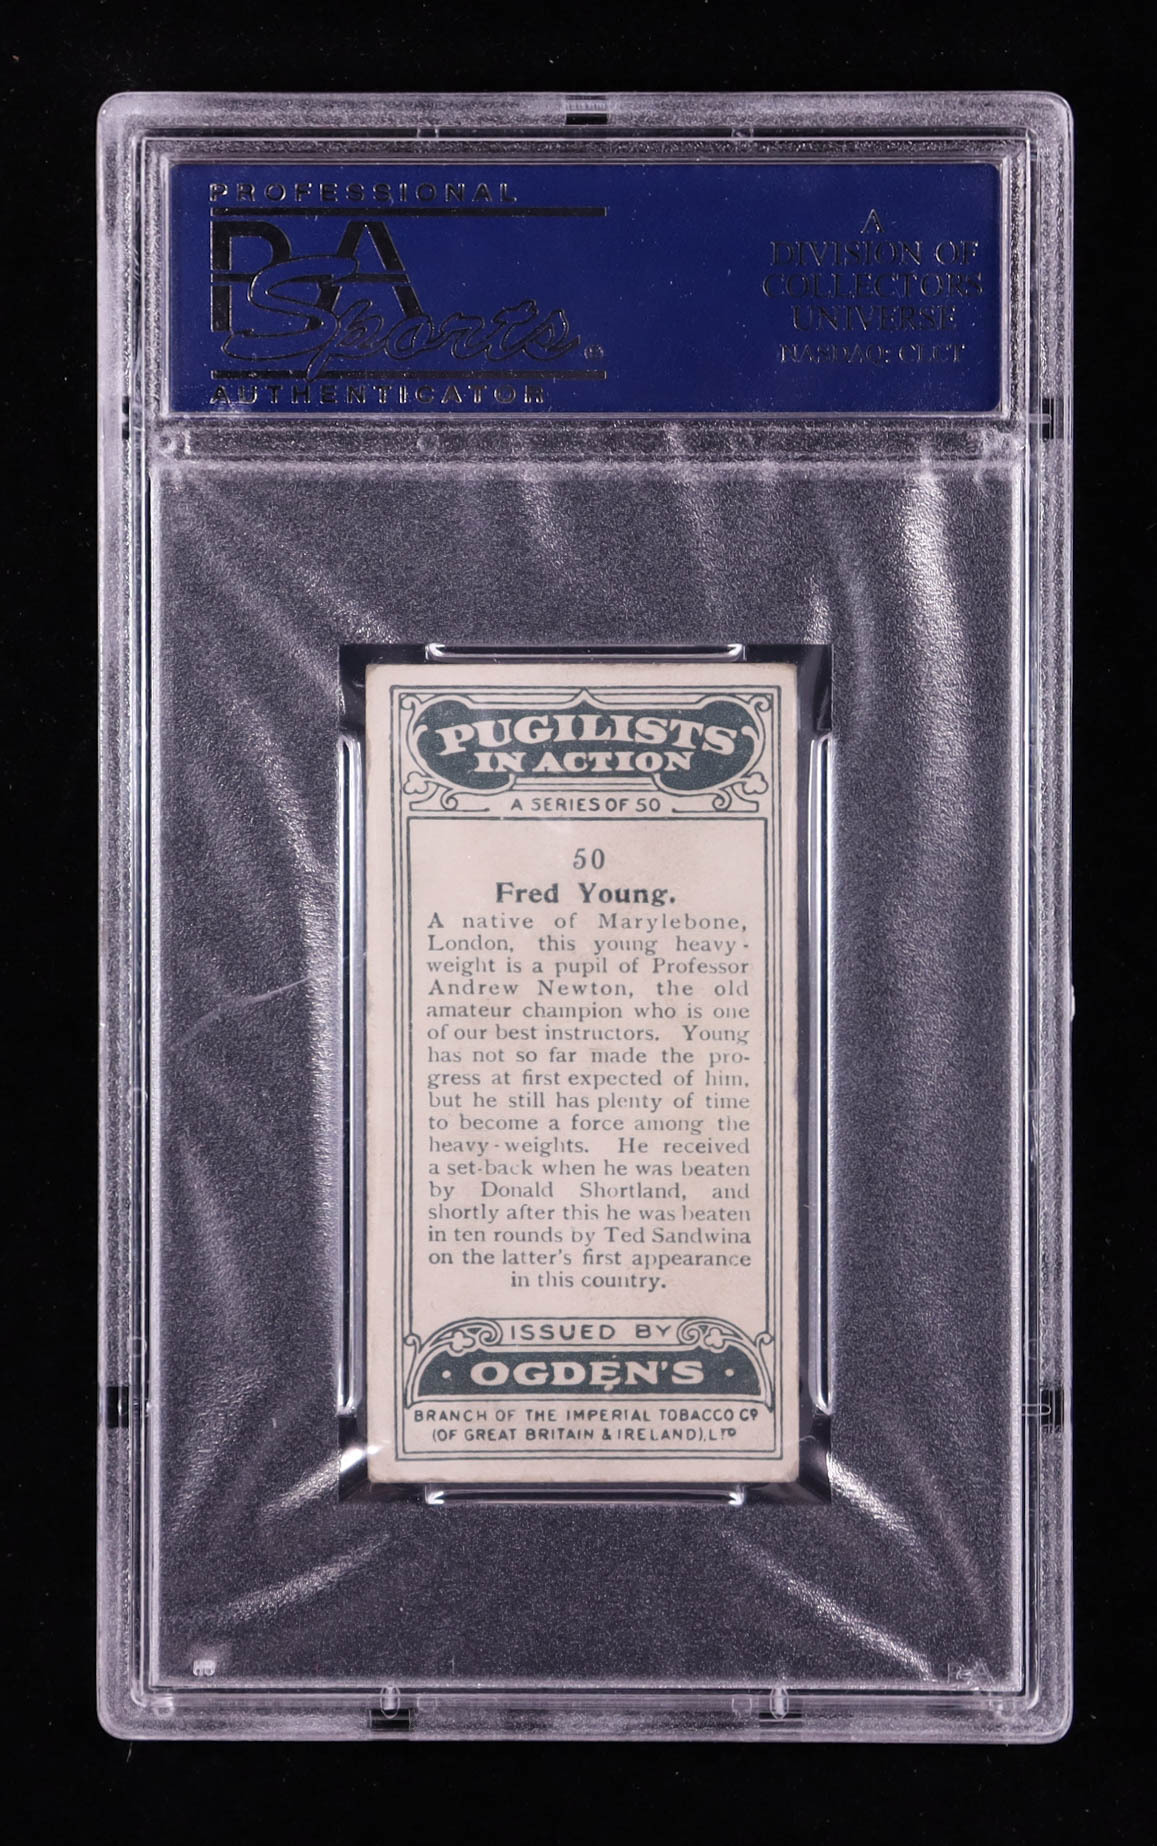 PROFESSIONAL
PSA
Sports
AUTHENTICATOR
A
DIVISION OF
COLLECTORS
UNIVERSE
NASDAQ: CLCT
PUGILISTS
IN ACTION
A SERIES OF 50
50
Fred Young.
A native of Marylebone,
London, this young heavy-
weight is a pupil of Professor
Andrew Newton, the old
amateur champion who is one
of our best instructors. Young
has not so far made the pro-
gress at first expected of him,
but he still has plenty of time
to become a force among the
heavy-weights. He received
a set-back when he was beaten
by Donald Shortland, and
shortly after this he was beaten
in ten rounds by Ted Sandwina
on the latter's first appearance
in this country.
ISSUED BY
· OGDEN'S ·
BRANCH OF THE IMPERIAL TOBACCO Cº
(OF GREAT BRITAIN & IRELAND), LTD
PSA